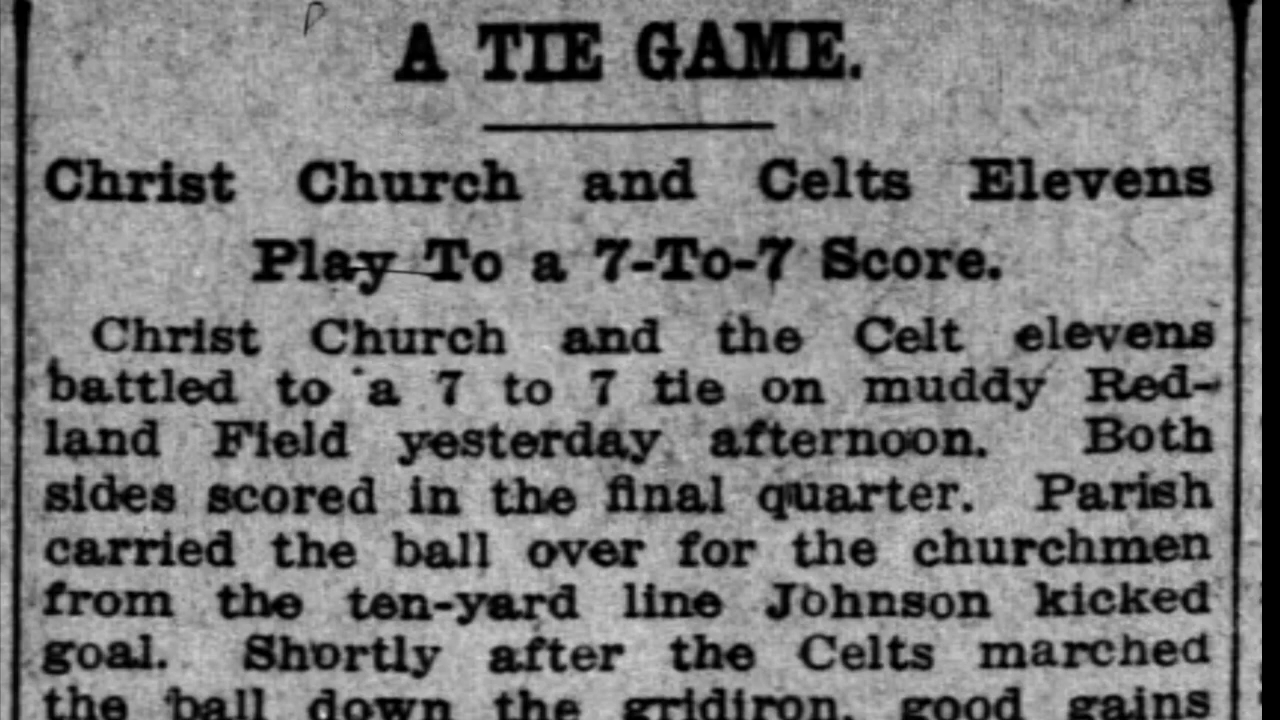 A TIE GAME.
Christ Church and Celts Elevens
Play To a 7-To-7 Score.
Christ Church and the Celt elevens
battled to a 7 to 7 tie on muddy Red-
land Field yesterday afternoon. Both
sides scored in the final quarter. Parish
carried the ball over for the churchmen
from the ten-yard line Johnson kicked
goal. Shortly after the Celts marched
the ball down the gridiron, good gains